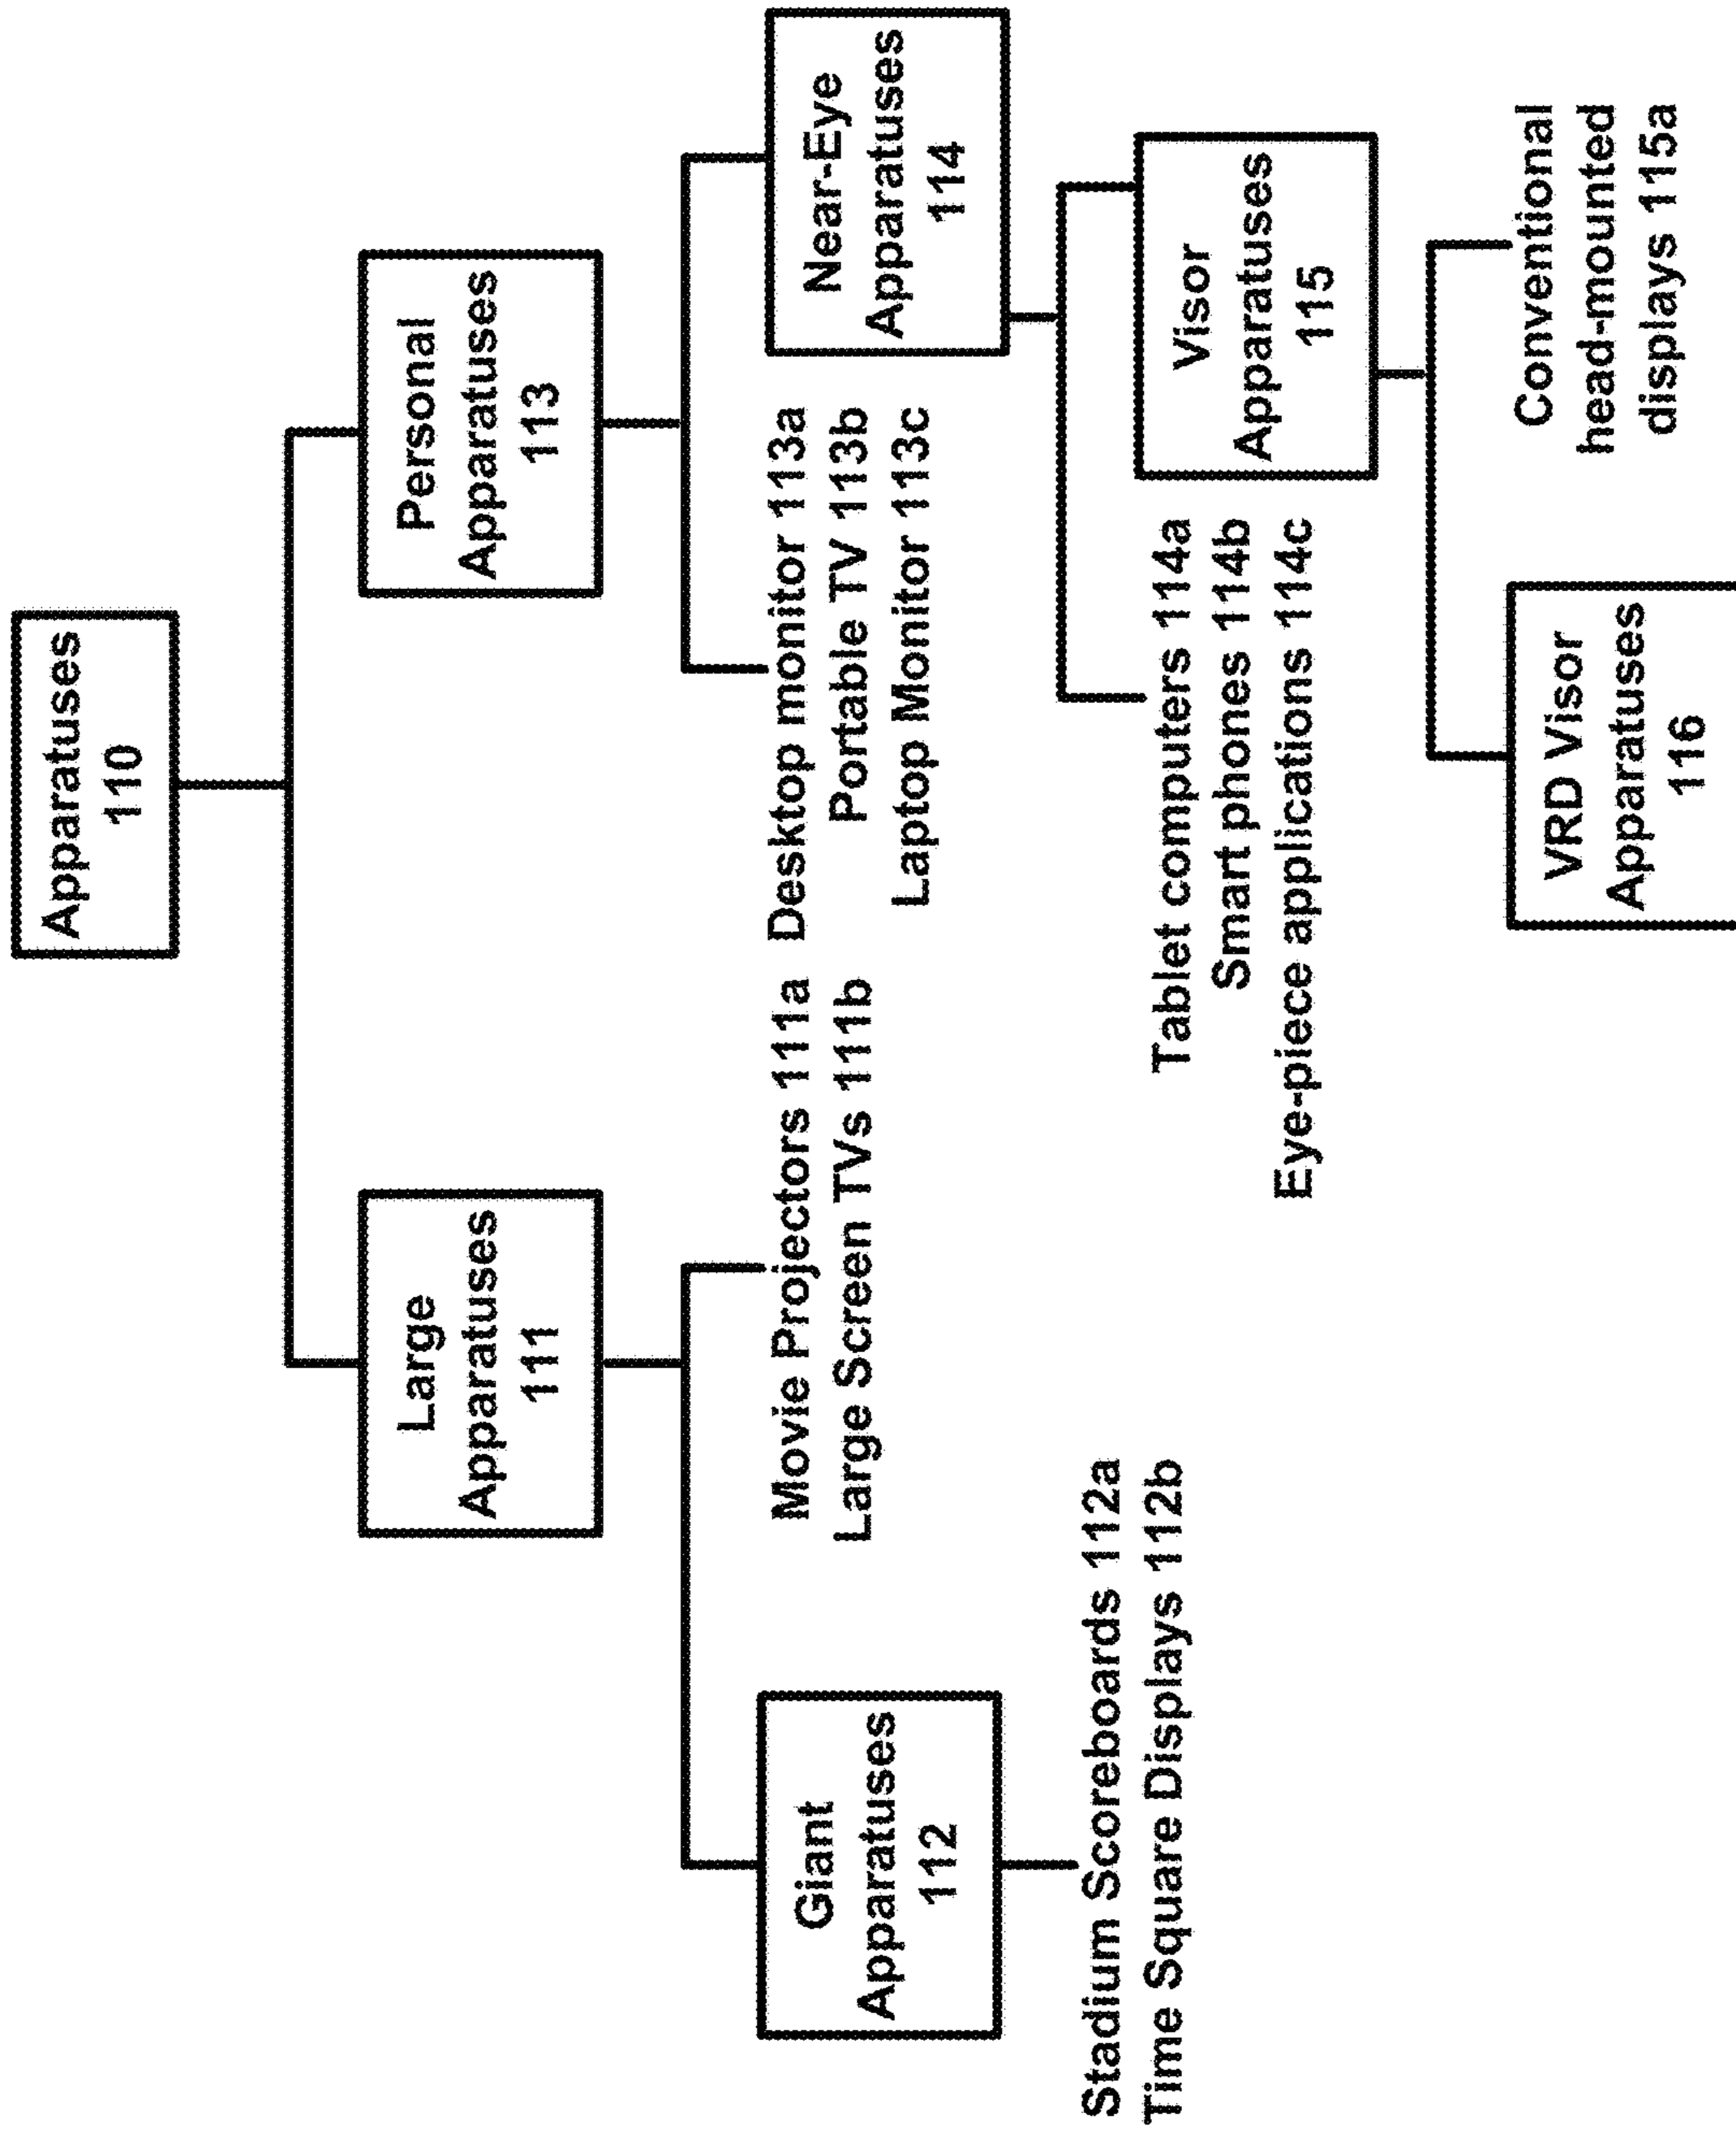 Apparatuses
110
Large
Apparatuses
111
Personal
Apparatuses
113
Giant
Apparatuses
112
Movie Projectors 111a
Large Screen TVs 111b
Desktop monitor 113a
Portable TV 113b
Laptop Monitor 113c
Near-Eye
Apparatuses
114
Stadium Scoreboards 112a
Time Square Displays 112b
Tablet computers 114a
Smart phones 114b
Eye-piece applications 114c
Visor
Apparatuses
115
VRD Visor
Apparatuses
116
Conventional
head-mounted
displays 115a